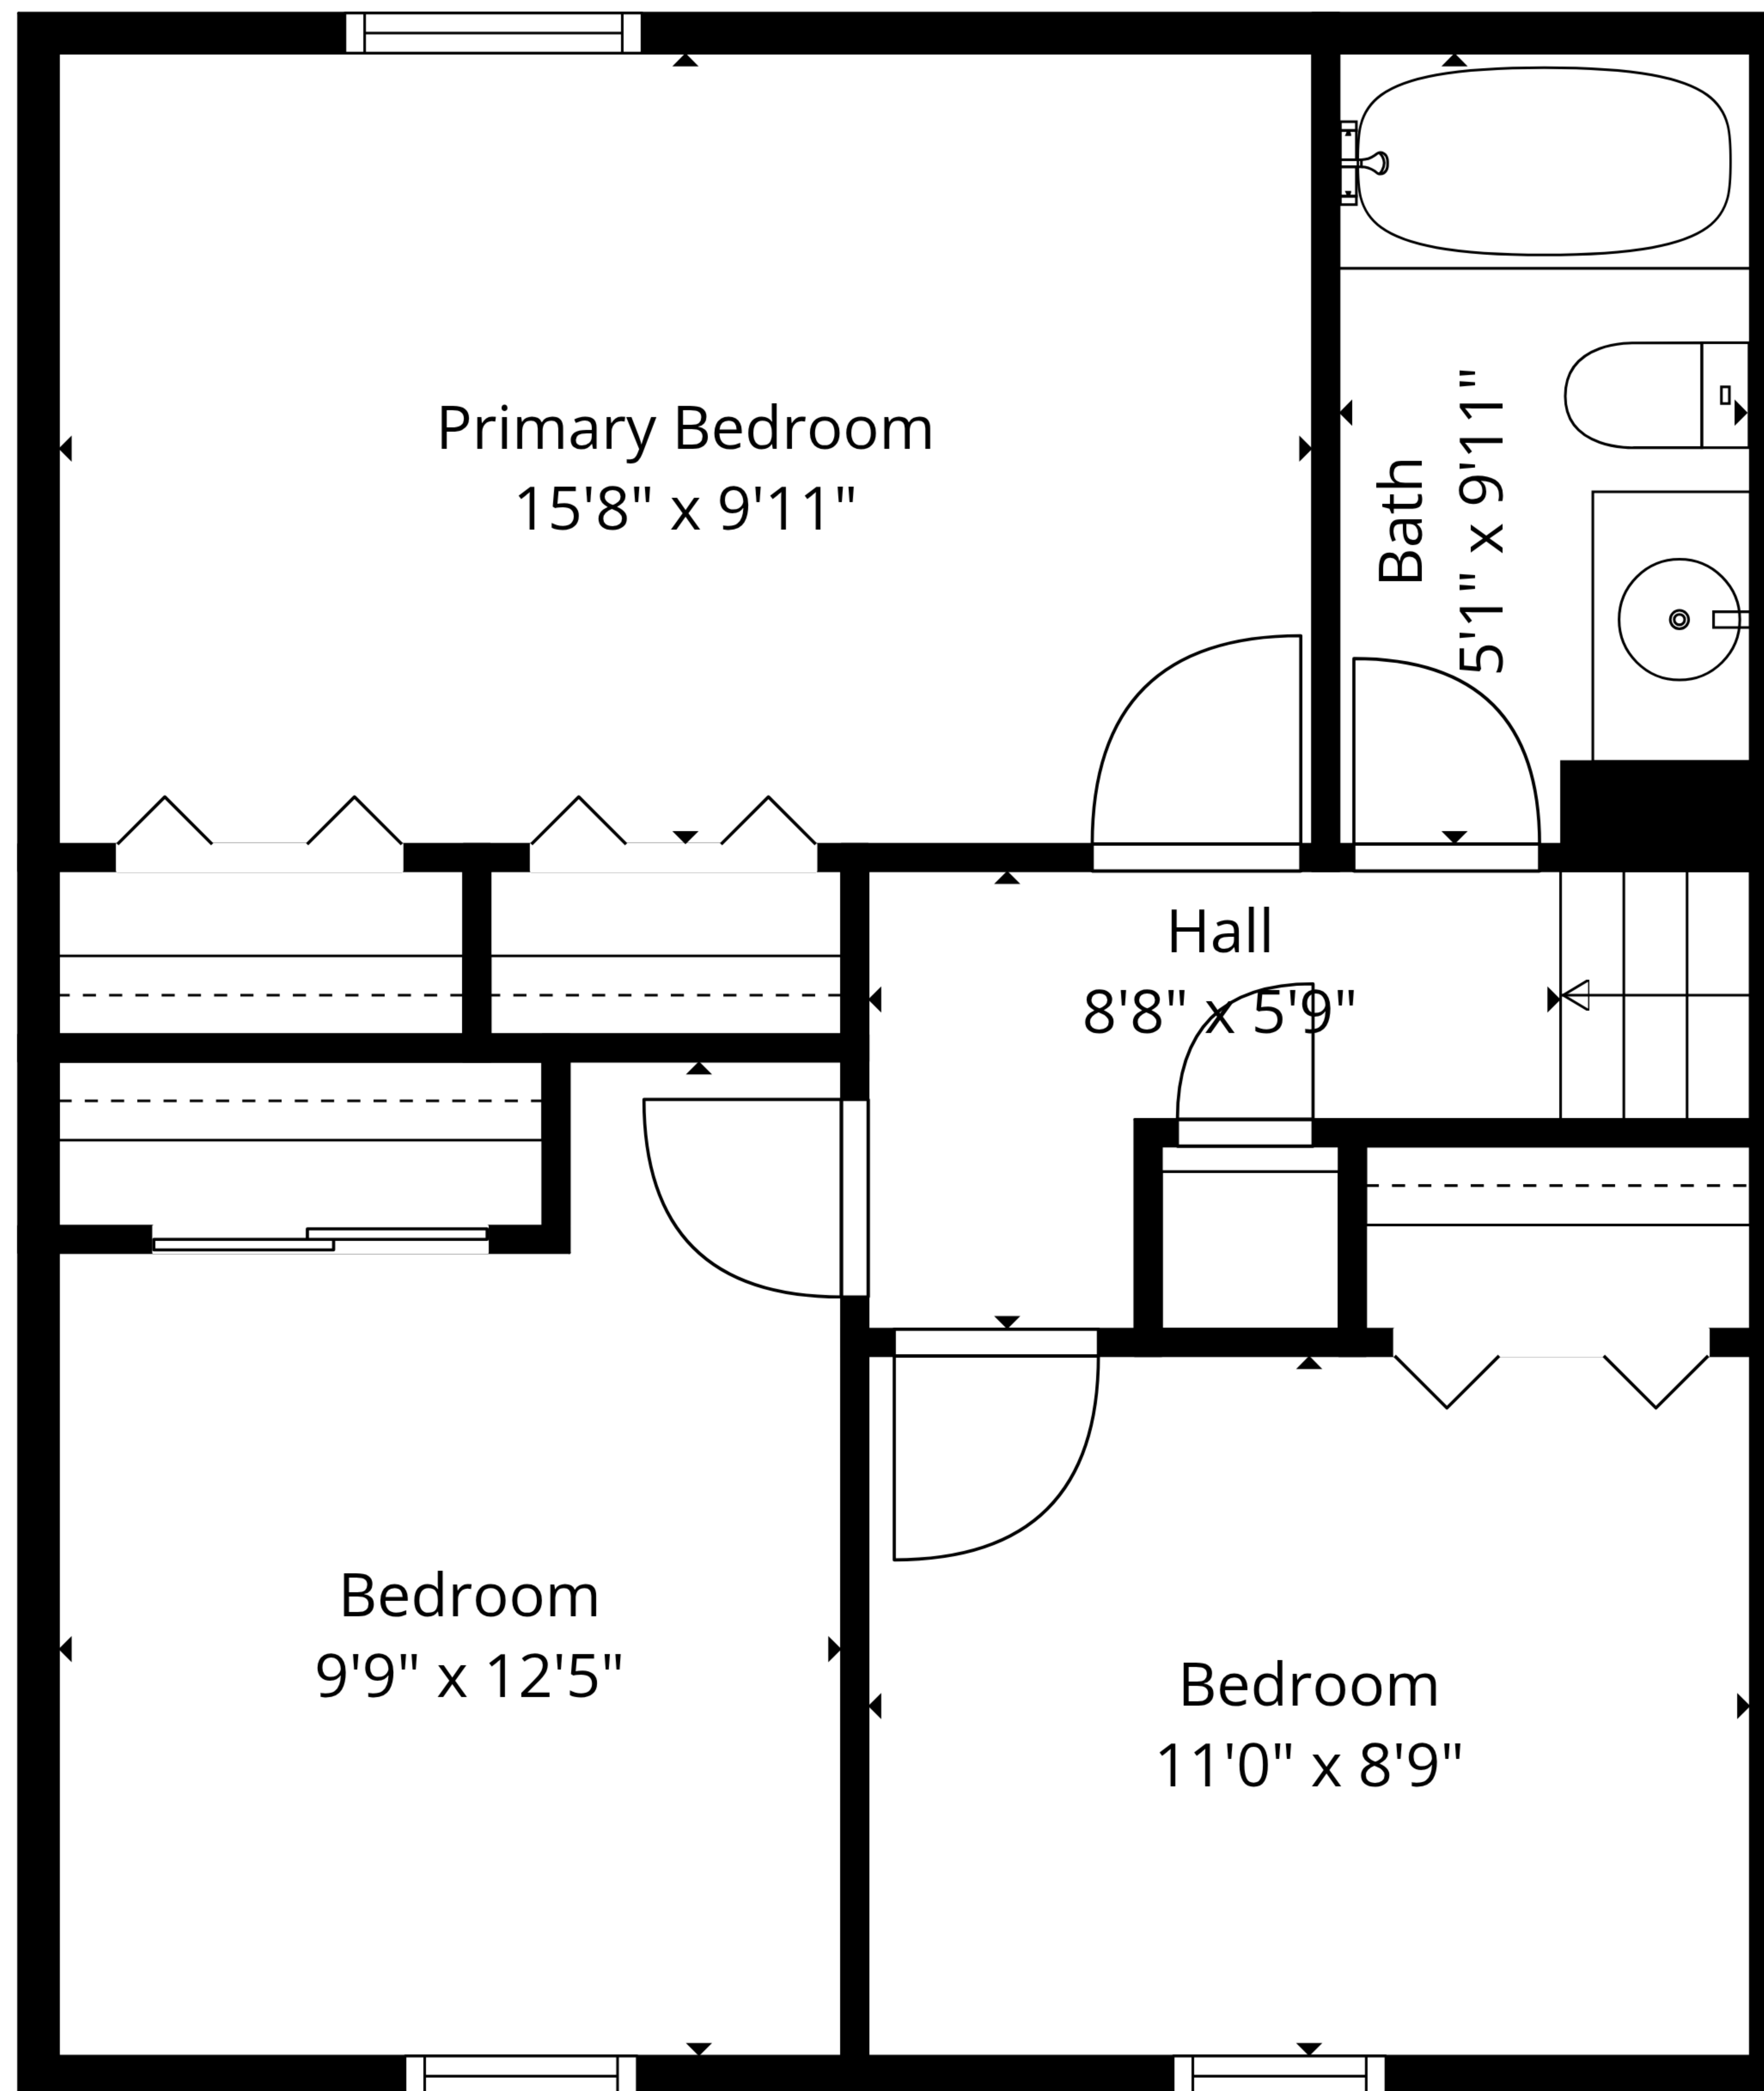 Primary Bedroom
15'8" x 9'11"
Bath
5'1" x 9'11"
Hall
8'8" x 5'9"
Bedroom
9'9" x 12'5"
Bedroom
11'0" x 8'9"